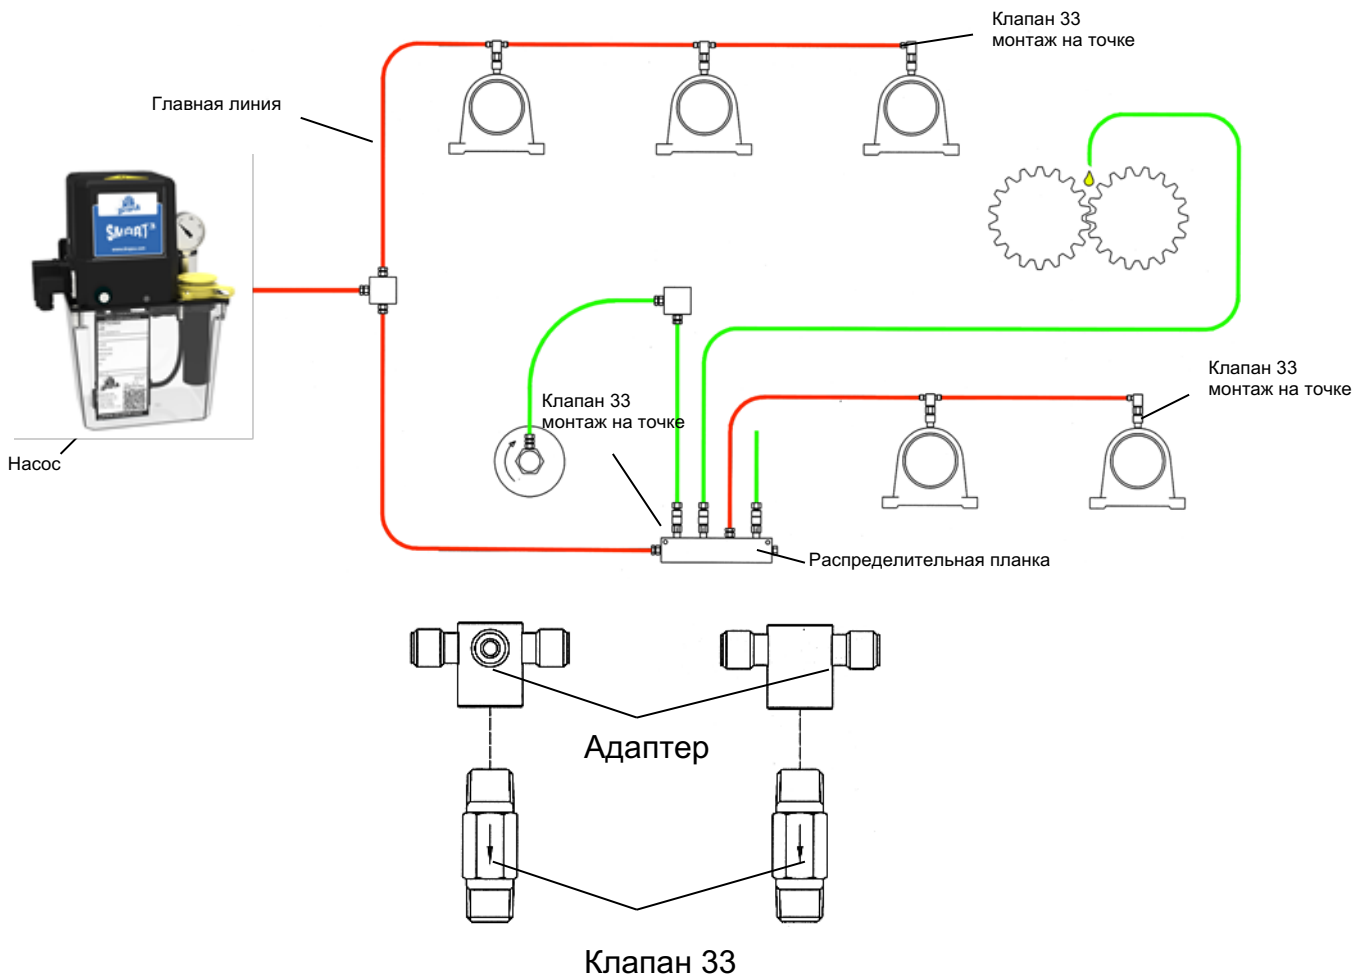 Клапан 33
монтаж на точке
Главная линия
SMART³
Клапан 33
монтаж на точке
Клапан 33
монтаж на точке
Насос
Распределительная планка
Адаптер
Клапан 33